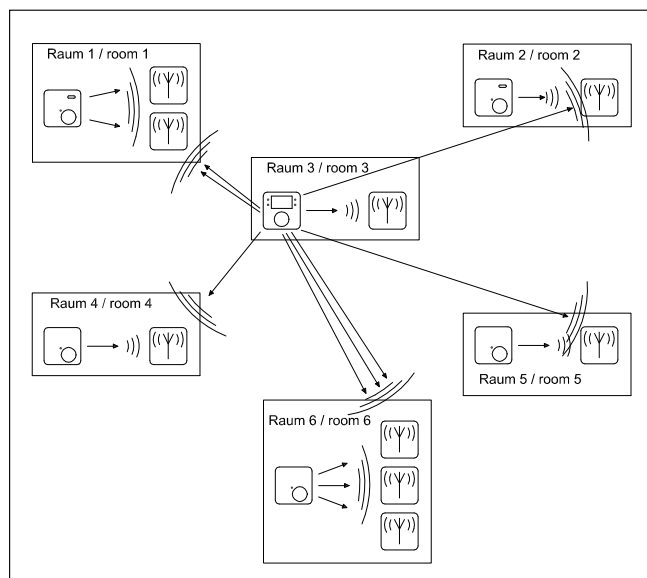 Raum 1 / room 1
Raum 2 / room 2
Raum 3 / room 3
Raum 4 / room 4
Raum 5 / room 5
Raum 6 / room 6